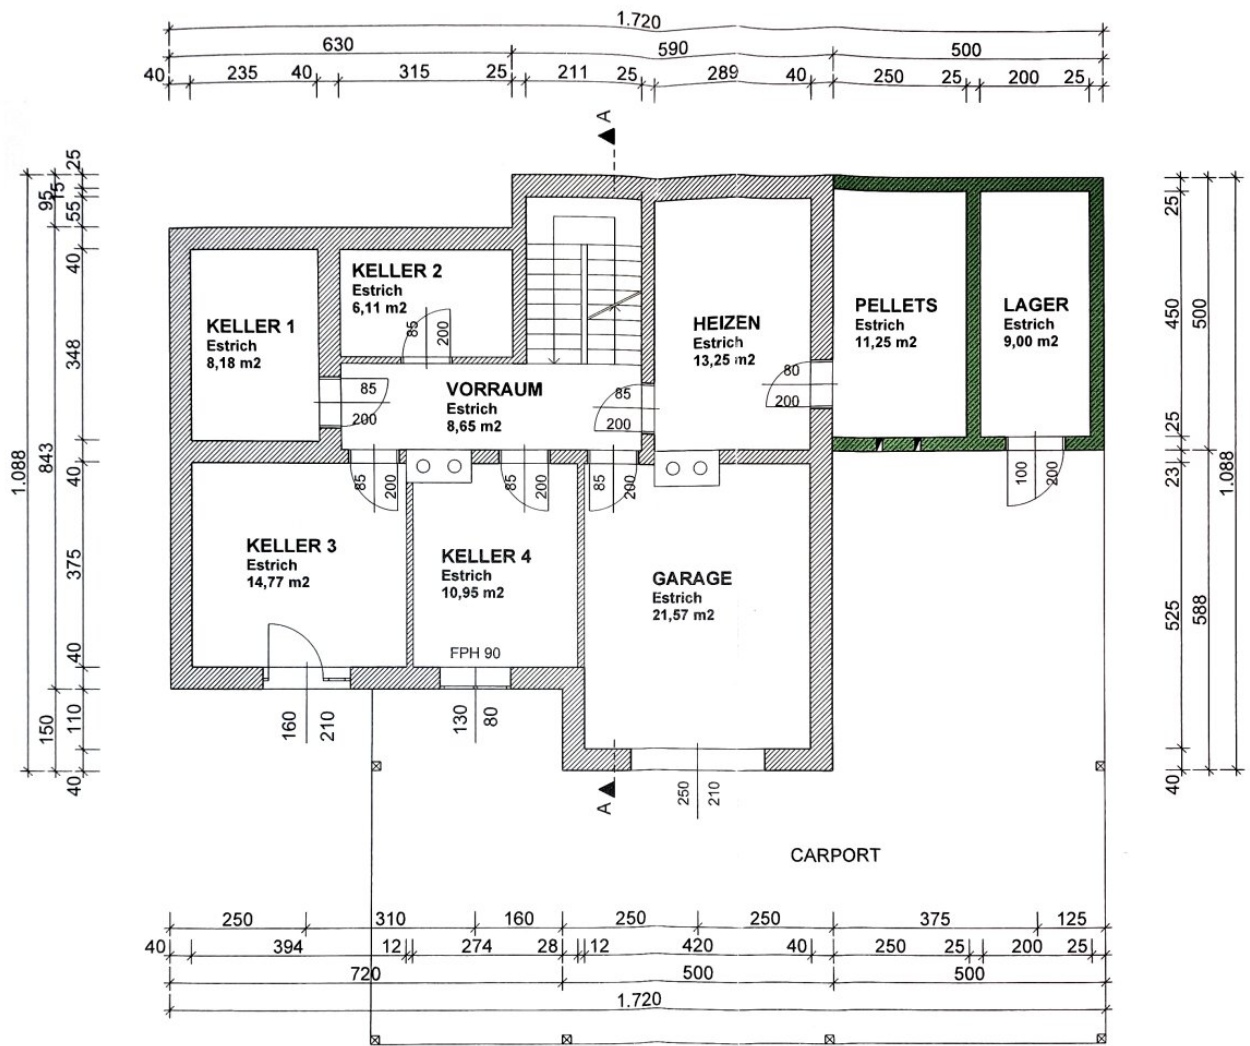 1.720
630 590 500
40 235 40 315 25 211 25 289 40 250 25 200 25
A
25
15
55
95
40
348
843
1.088
40
375
40
110
150
40
25
450
500
25
23
1.088
525
588
40
KELLER 1
Estrich
8,18 m2
KELLER 2
Estrich
6,11 m2
85
200
HEIZEN
Estrich
13,25 m2
PELLETS
Estrich
11,25 m2
LAGER
Estrich
9,00 m2
VORRAUM
Estrich
8,65 m2
85
200
85
200
80
200
85
200
85
200
85
200
100
200
KELLER 3
Estrich
14,77 m2
KELLER 4
Estrich
10,95 m2
GARAGE
Estrich
21,57 m2
FPH 90
160
210
130
80
250
210
A
CARPORT
250 310 160 250 250 375 125
40 394 12 274 28 12 420 40 250 25 200 25
720 500 500
1.720